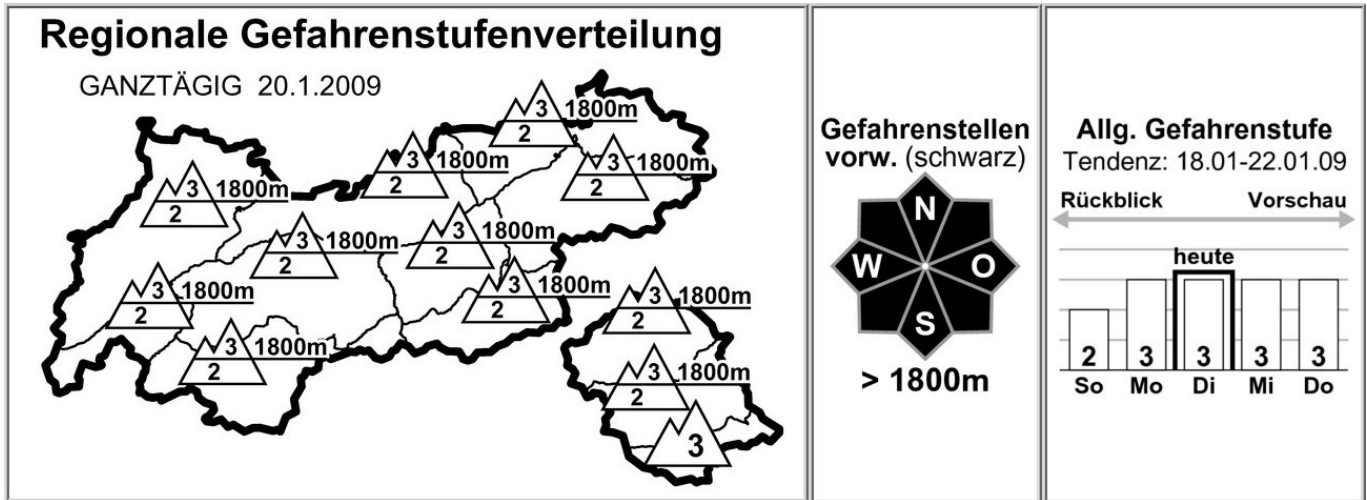 Regionale Gefahrenstufenverteilung
GANZTÄGIG 20.1.2009
3 1800m
2
3 1800m
2
3 1800m
2
3 1800m
2
3 1800m
2
3 1800m
2
3 1800m
2
3 1800m
2
3 1800m
2
3 1800m
2
3 1800m
2
3
Gefahrenstellen
vorw. (schwarz)
N
W O
S
> 1800m
Allg. Gefahrenstufe
Tendenz: 18.01-22.01.09
Rückblick Vorschau
heute
2 3 3 3 3
So Mo Di Mi Do